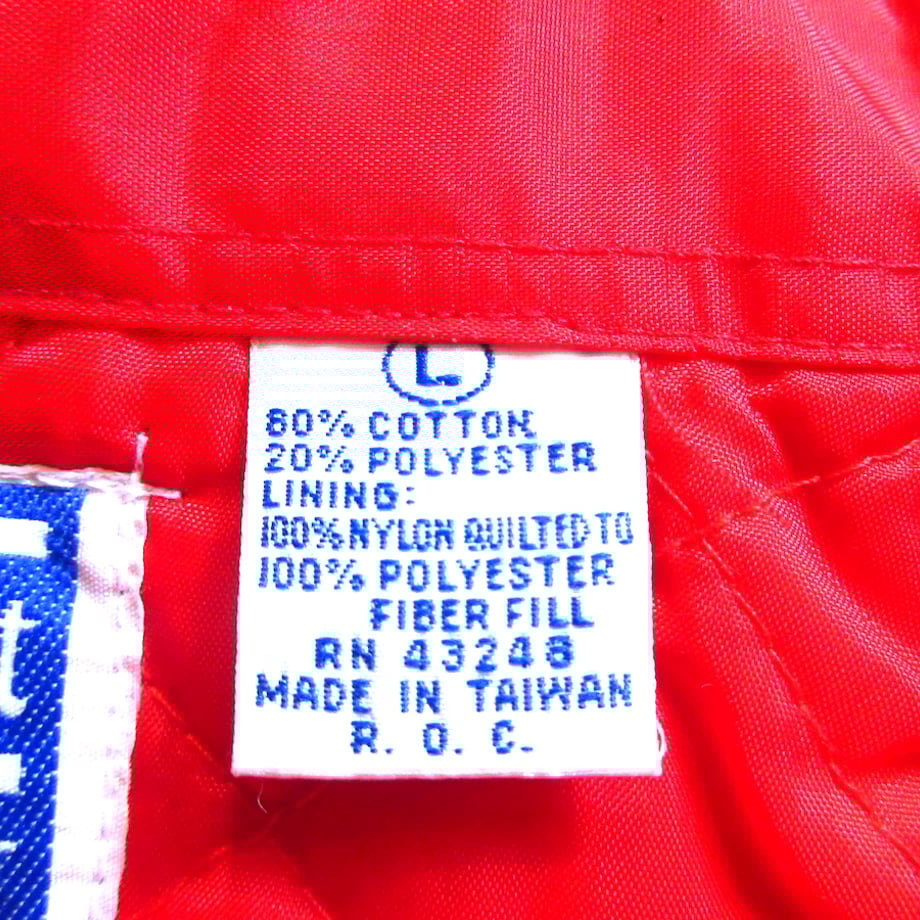 L
80% COTTON
20% POLYESTER
LINING:
100% NYLON QUILTED TO
100% POLYESTER
FIBER FILL
RN 43248
MADE IN TAIWAN
R. O. C.
t